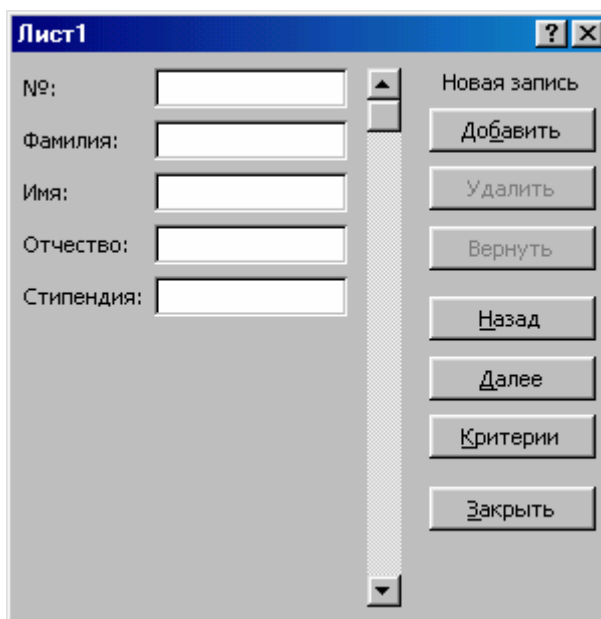 Лист1
№:
Фамилия:
Имя:
Отчество:
Стипендия:
Новая запись
Добавить
Удалить
Вернуть
Назад
Далее
Критерии
Закрыть